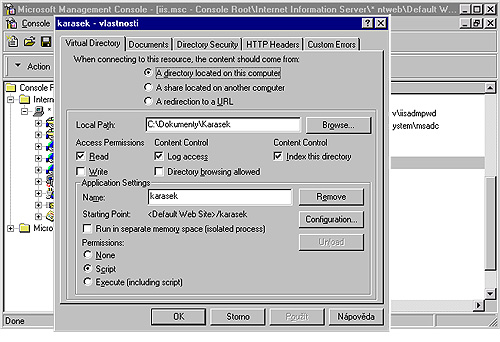 Microsoft Management Console - [iis.msc - Console Root\Internet Information Server\* ntweb\Default W...
Console
karasek - vlastnosti
Action
Virtual Directory Documents Directory Security HTTP Headers Custom Errors
When connecting to this resource, the content should come from:
A directory located on this computer
A share located on another computer
A redirection to a URL
Console F
Intern
*
Micro
Local Path: C:\Dokumenty\Karasek Browse...
v\iisadmpwd
ystem\msadc
Access Permissions Content Control Content Control
Read Log access Index this directory
Write Directory browsing allowed
Application Settings
Name: karasek Remove
Starting Point: <Default Web Site>/karasek Configuration...
Run in separate memory space (isolated process)
Permissions: Unload
None
Script
Execute (including script)
OK Storno Použít Nápověda
Done